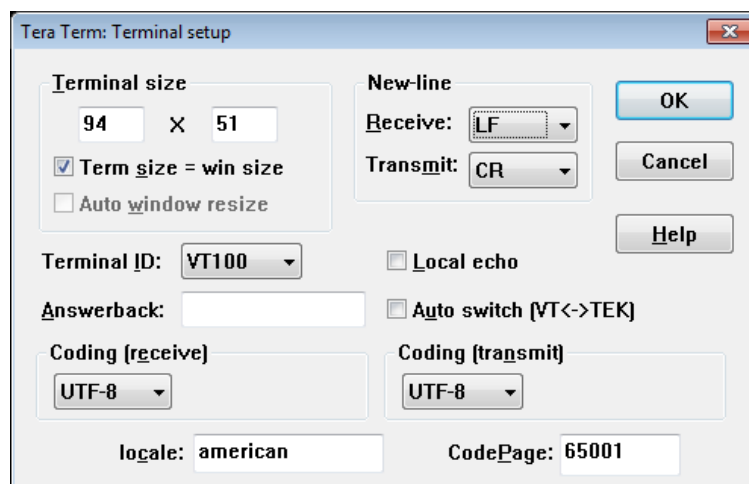 Tera Term: Terminal setup
Terminal size
94 X 51
Term size = win size
Auto window resize
New-line
Receive: LF
Transmit: CR
OK
Cancel
Help
Terminal ID: VT100
Local echo
Answerback:
Auto switch (VT<->TEK)
Coding (receive)
UTF-8
Coding (transmit)
UTF-8
locale: american
CodePage: 65001